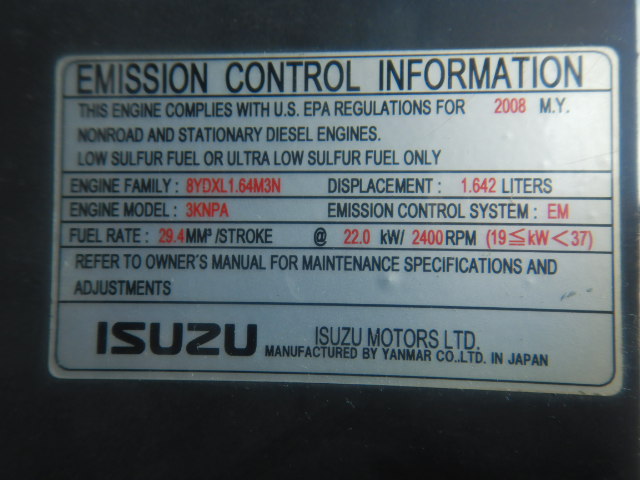 EMISSION CONTROL INFORMATION
THIS ENGINE COMPLIES WITH U.S. EPA REGULATIONS FOR 2008 M.Y.
NONROAD AND STATIONARY DIESEL ENGINES.
LOW SULFUR FUEL OR ULTRA LOW SULFUR FUEL ONLY
ENGINE FAMILY : 8YDXL1.64M3N DISPLACEMENT : 1.642 LITERS
ENGINE MODEL : 3KNPA EMISSION CONTROL SYSTEM : EM
FUEL RATE : 29.4MM³/STROKE @ 22.0 kW/ 2400RPM (19≦kW＜37)
REFER TO OWNER'S MANUAL FOR MAINTENANCE SPECIFICATIONS AND
ADJUSTMENTS
ISUZU ISUZU MOTORS LTD.
MANUFACTURED BY YANMAR CO.,LTD. IN JAPAN